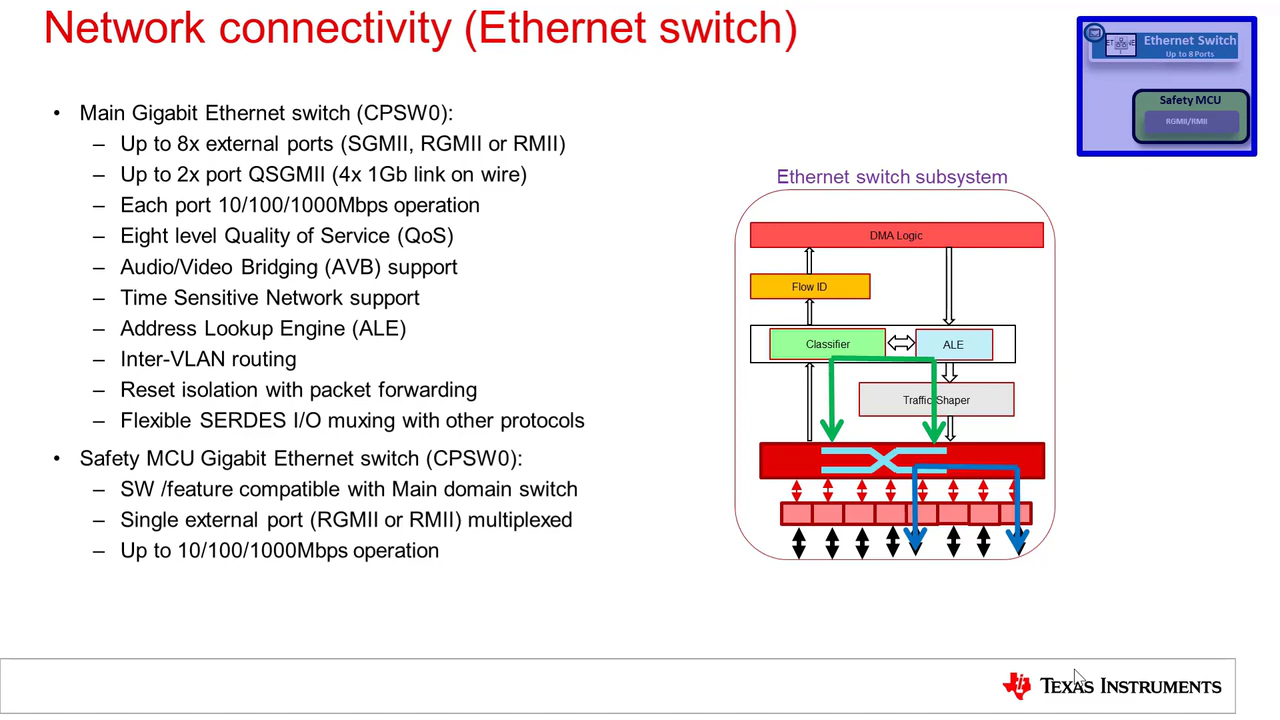 Network connectivity (Ethernet switch)
• Main Gigabit Ethernet switch (CPSW0):
– Up to 8x external ports (SGMII, RGMII or RMII)
– Up to 2x port QSGMII (4x 1Gb link on wire)
– Each port 10/100/1000Mbps operation
– Eight level Quality of Service (QoS)
– Audio/Video Bridging (AVB) support
– Time Sensitive Network support
– Address Lookup Engine (ALE)
– Inter-VLAN routing
– Reset isolation with packet forwarding
– Flexible SERDES I/O muxing with other protocols
• Safety MCU Gigabit Ethernet switch (CPSW0):
– SW /feature compatible with Main domain switch
– Single external port (RGMII or RMII) multiplexed
– Up to 10/100/1000Mbps operation
Ethernet Switch
Up to 8 Ports
Safety MCU
RGMII/RMII
Ethernet switch subsystem
DMA Logic
Flow ID
Classifier
ALE
Traffic Shaper
TEXAS INSTRUMENTS